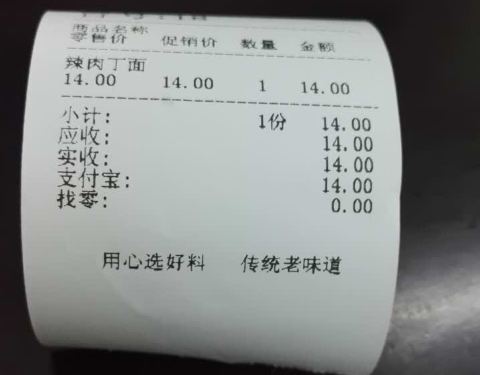 商品名称
零售价 促销价 数量 金额
辣肉丁面
14.00 14.00 1 14.00
小计: 1份 14.00
应收: 14.00
实收: 14.00
支付宝: 14.00
找零: 0.00
用心选好料 传统老味道